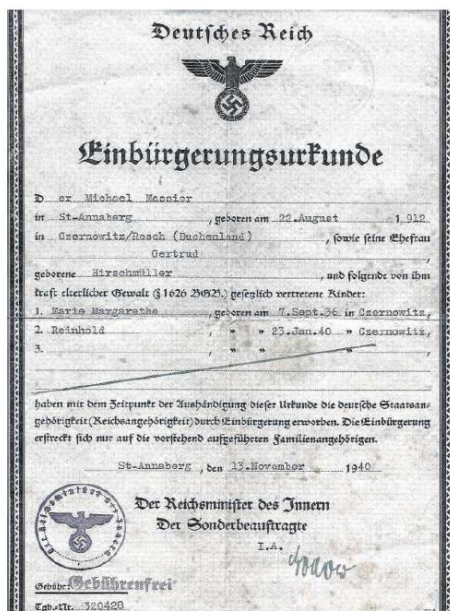 Deutsches Reich
Einbürgerungsurkunde
D er Michael Messier
in St-Annaberg , geboren am 22.August 1 912
in Czernowitz/Rosch (Buchenland) , sowie seine Ehefrau
Gertrud ,
geborene Hirschmüller , und folgende von ihm
kraft elterlicher Gewalt (§ 1626 BGB.) gesetzlich vertretene Kinder:
1. Marie Margarethe , geboren am 7.Sept.36 in Czernowitz,
2. Reinhold , " " 23.Jan.40 " Czernowitz,
3. , " " " ,
haben mit dem Zeitpunkt der Aushändigung dieser Urkunde die deutsche Staatsan-
gehörigkeit (Reichsangehörigkeit) durch Einbürgerung erworben. Die Einbürgerung
erstreckt sich nur auf die vorstehend aufgeführten Familienangehörigen.
St-Annaberg , den 13.November 1940
Der Reichsminister des Innern
Der Sonderbeauftragte
I.A.
Gebühr: Gebührenfrei
Tgb.-Nr. 320428